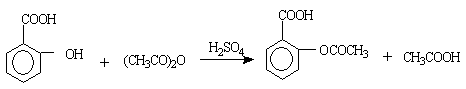 COOH
OH
+
(CH₃CO)₂O
H₂SO₄
COOH
OCOCH₃
+
CH₃COOH